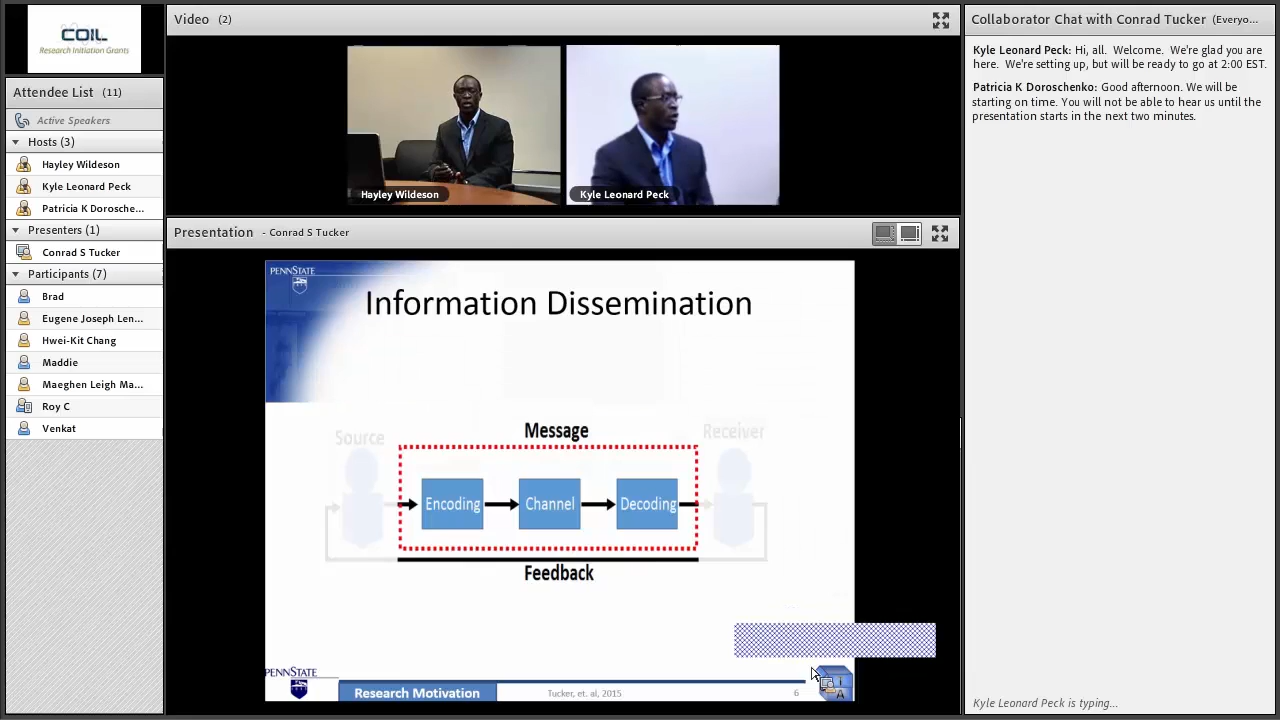 COIL
Research Initiation Grants
Attendee List (11)
Active Speakers
Hosts (3)
Hayley Wildeson
Kyle Leonard Peck
Patricia K Dorosche...
Presenters (1)
Conrad S Tucker
Participants (7)
Brad
Eugene Joseph Len...
Hwei-Kit Chang
Maddie
Maeghen Leigh Ma...
Roy C
Venkat
Video (2)
Hayley Wildeson
Kyle Leonard Peck
Presentation - Conrad S Tucker
PENNSTATE
Information Dissemination
Message
Source
Receiver
Encoding
Channel
Decoding
Feedback
PENNSTATE
Research Motivation
Tucker, et. al, 2015
6
Collaborator Chat with Conrad Tucker (Everyo...
Kyle Leonard Peck: Hi, all. Welcome. We're glad you are
here. We're setting up, but will be ready to go at 2:00 EST.
Patricia K Doroschenko: Good afternoon. We will be
starting on time. You will not be able to hear us until the
presentation starts in the next two minutes.
Kyle Leonard Peck is typing...